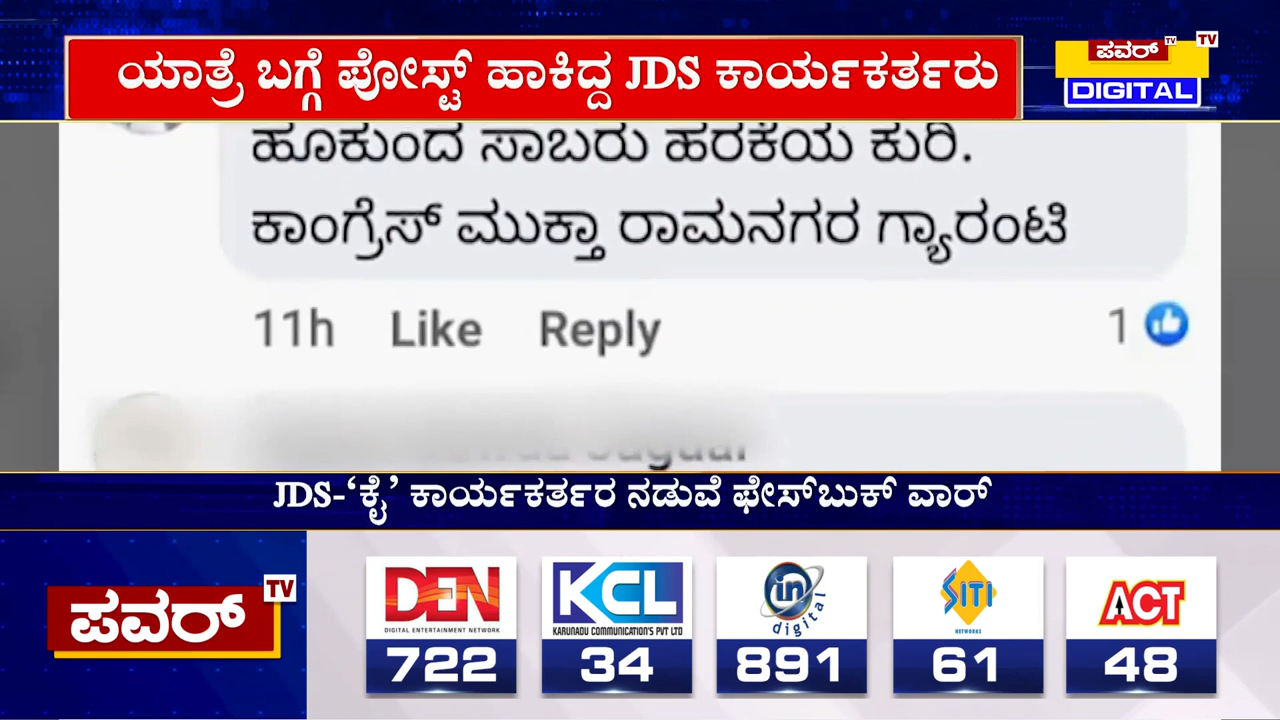 ಯಾತ್ರೆ ಬಗ್ಗೆ ಪೋಸ್ಟ್ ಹಾಕಿದ್ದ JDS ಕಾರ್ಯಕರ್ತರು
ಪವರ್ TV TV
DIGITAL
ಹೂಕುಂದ ಸಾಬರು ಹರಕೆಯ ಕುರಿ.
ಕಾಂಗ್ರೆಸ್ ಮುಕ್ತಾ ರಾಮನಗರ ಗ್ಯಾರಂಟಿ
11h Like Reply 1
JDS-‘ಕೈ’ ಕಾರ್ಯಕರ್ತರ ನಡುವೆ ಫೇಸ್‌ಬುಕ್ ವಾರ್
ಪವರ್ TV
DEN
DIGITAL ENTERTAINMENT NETWORK
722
KCL
KARUNADU COMMUNICATION'S PVT LTD
34
in digital
891
SITI
NETWORKS
61
ACT
48